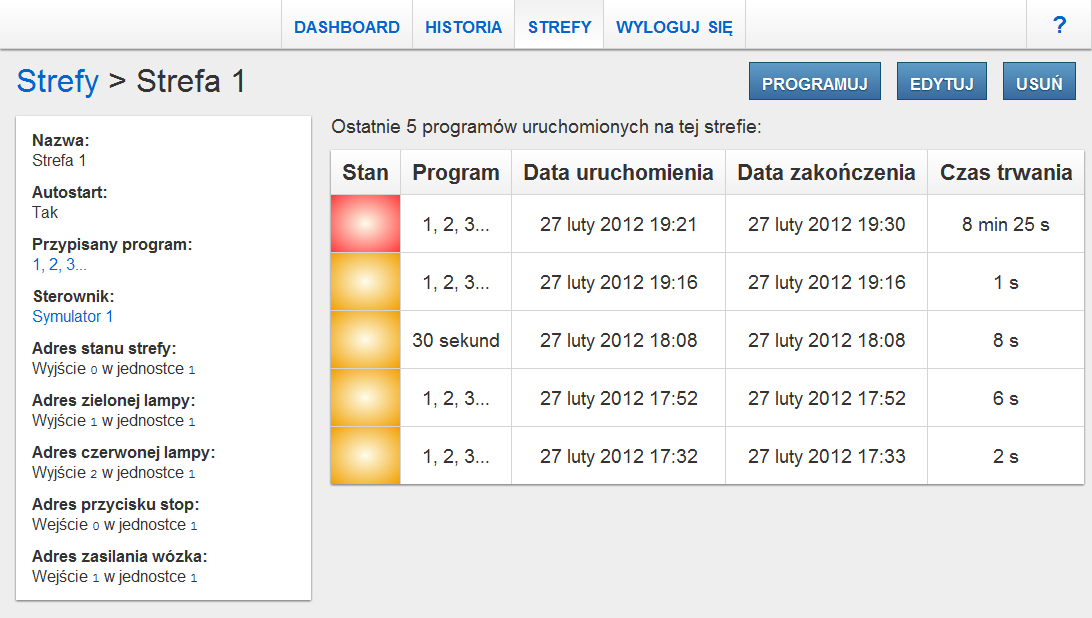 DASHBOARD HISTORIA STREFY WYLOGUJ SIĘ ?
Strefy > Strefa 1
PROGRAMUJ EDYTUJ USUŃ
Nazwa:
Strefa 1
Autostart:
Tak
Przypisany program:
1, 2, 3...
Sterownik:
Symulator 1
Adres stanu strefy:
Wyjście 0 w jednostce 1
Adres zielonej lampy:
Wyjście 1 w jednostce 1
Adres czerwonej lampy:
Wyjście 2 w jednostce 1
Adres przycisku stop:
Wejście 0 w jednostce 1
Adres zasilania wózka:
Wejście 1 w jednostce 1
Ostatnie 5 programów uruchomionych na tej strefie:
Stan Program Data uruchomienia Data zakończenia Czas trwania
1, 2, 3... 27 luty 2012 19:21 27 luty 2012 19:30 8 min 25 s
1, 2, 3... 27 luty 2012 19:16 27 luty 2012 19:16 1 s
30 sekund 27 luty 2012 18:08 27 luty 2012 18:08 8 s
1, 2, 3... 27 luty 2012 17:52 27 luty 2012 17:52 6 s
1, 2, 3... 27 luty 2012 17:32 27 luty 2012 17:33 2 s